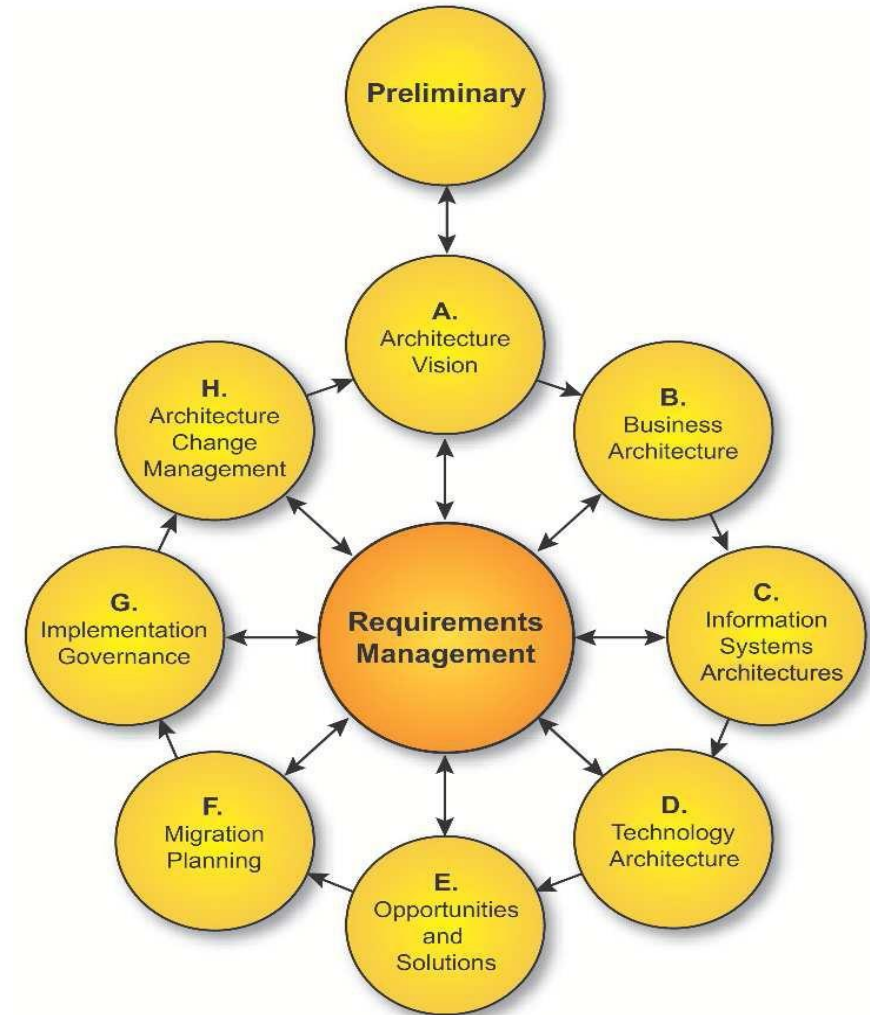 Preliminary
A.
Architecture
Vision
B.
Business
Architecture
C.
Information
Systems
Architectures
D.
Technology
Architecture
E.
Opportunities
and
Solutions
F.
Migration
Planning
G.
Implementation
Governance
H.
Architecture
Change
Management
Requirements
Management